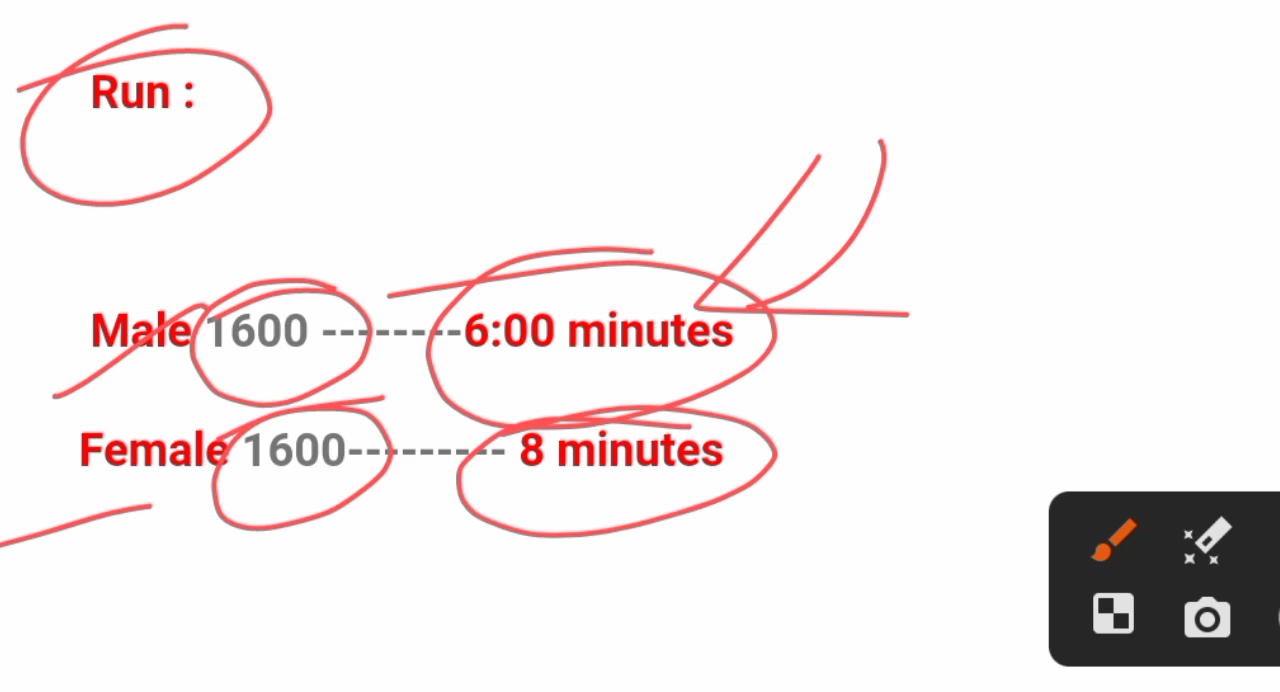 Run :
Male 1600 --------6:00 minutes
Female 1600--------- 8 minutes